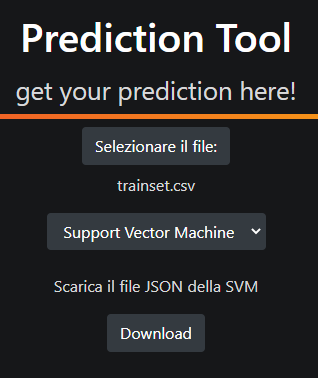 Prediction Tool
get your prediction here!
Selezionare il file:
trainset.csv
Support Vector Machine
Scarica il file JSON della SVM
Download